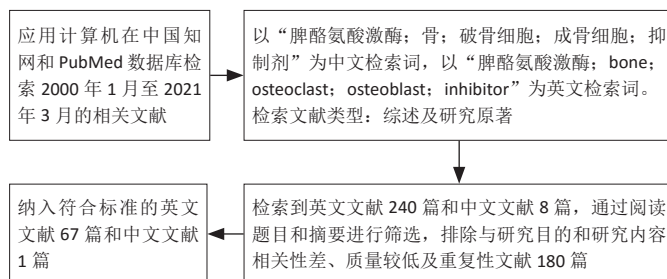 应用计算机在中国知
网和 PubMed 数据库检
索 2000 年 1 月至 2021
年 3 月的相关文献
以“脾酪氨酸激酶；骨；破骨细胞；成骨细胞；抑
制剂”为中文检索词，以“脾酪氨酸激酶；bone；
osteoclast；osteoblast；inhibitor”为英文检索词。
检索文献类型：综述及研究原著
检索到英文文献 240 篇和中文文献 8 篇，通过阅读
题目和摘要进行筛选，排除与研究目的和研究内容
相关性差、质量较低及重复性文献 180 篇
纳入符合标准的英文
文献 67 篇和中文文献
1 篇